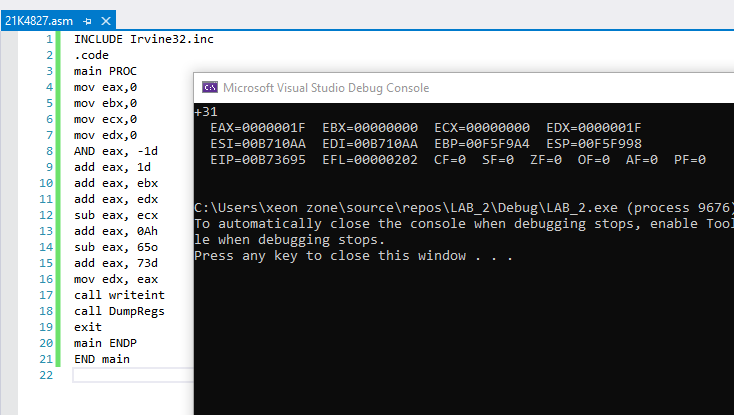 21K4827.asm
1 INCLUDE Irvine32.inc
2 .code
3 main PROC
4 mov eax,0
5 mov ebx,0
6 mov ecx,0
7 mov edx,0
8 AND eax, -1d
9 add eax, 1d
10 add eax, ebx
11 add eax, edx
12 sub eax, ecx
13 add eax, 0Ah
14 sub eax, 65o
15 add eax, 73d
16 mov edx, eax
17 call writeint
18 call DumpRegs
19 exit
20 main ENDP
21 END main
22
Microsoft Visual Studio Debug Console
+31
EAX=0000001F EBX=00000000 ECX=00000000 EDX=0000001F
ESI=00B710AA EDI=00B710AA EBP=00F5F9A4 ESP=00F5F998
EIP=00B73695 EFL=00000202 CF=0 SF=0 ZF=0 OF=0 AF=0 PF=0
C:\Users\xeon zone\source\repos\LAB_2\Debug\LAB_2.exe (process 9676)
To automatically close the console when debugging stops, enable Tool
le when debugging stops.
Press any key to close this window . . .